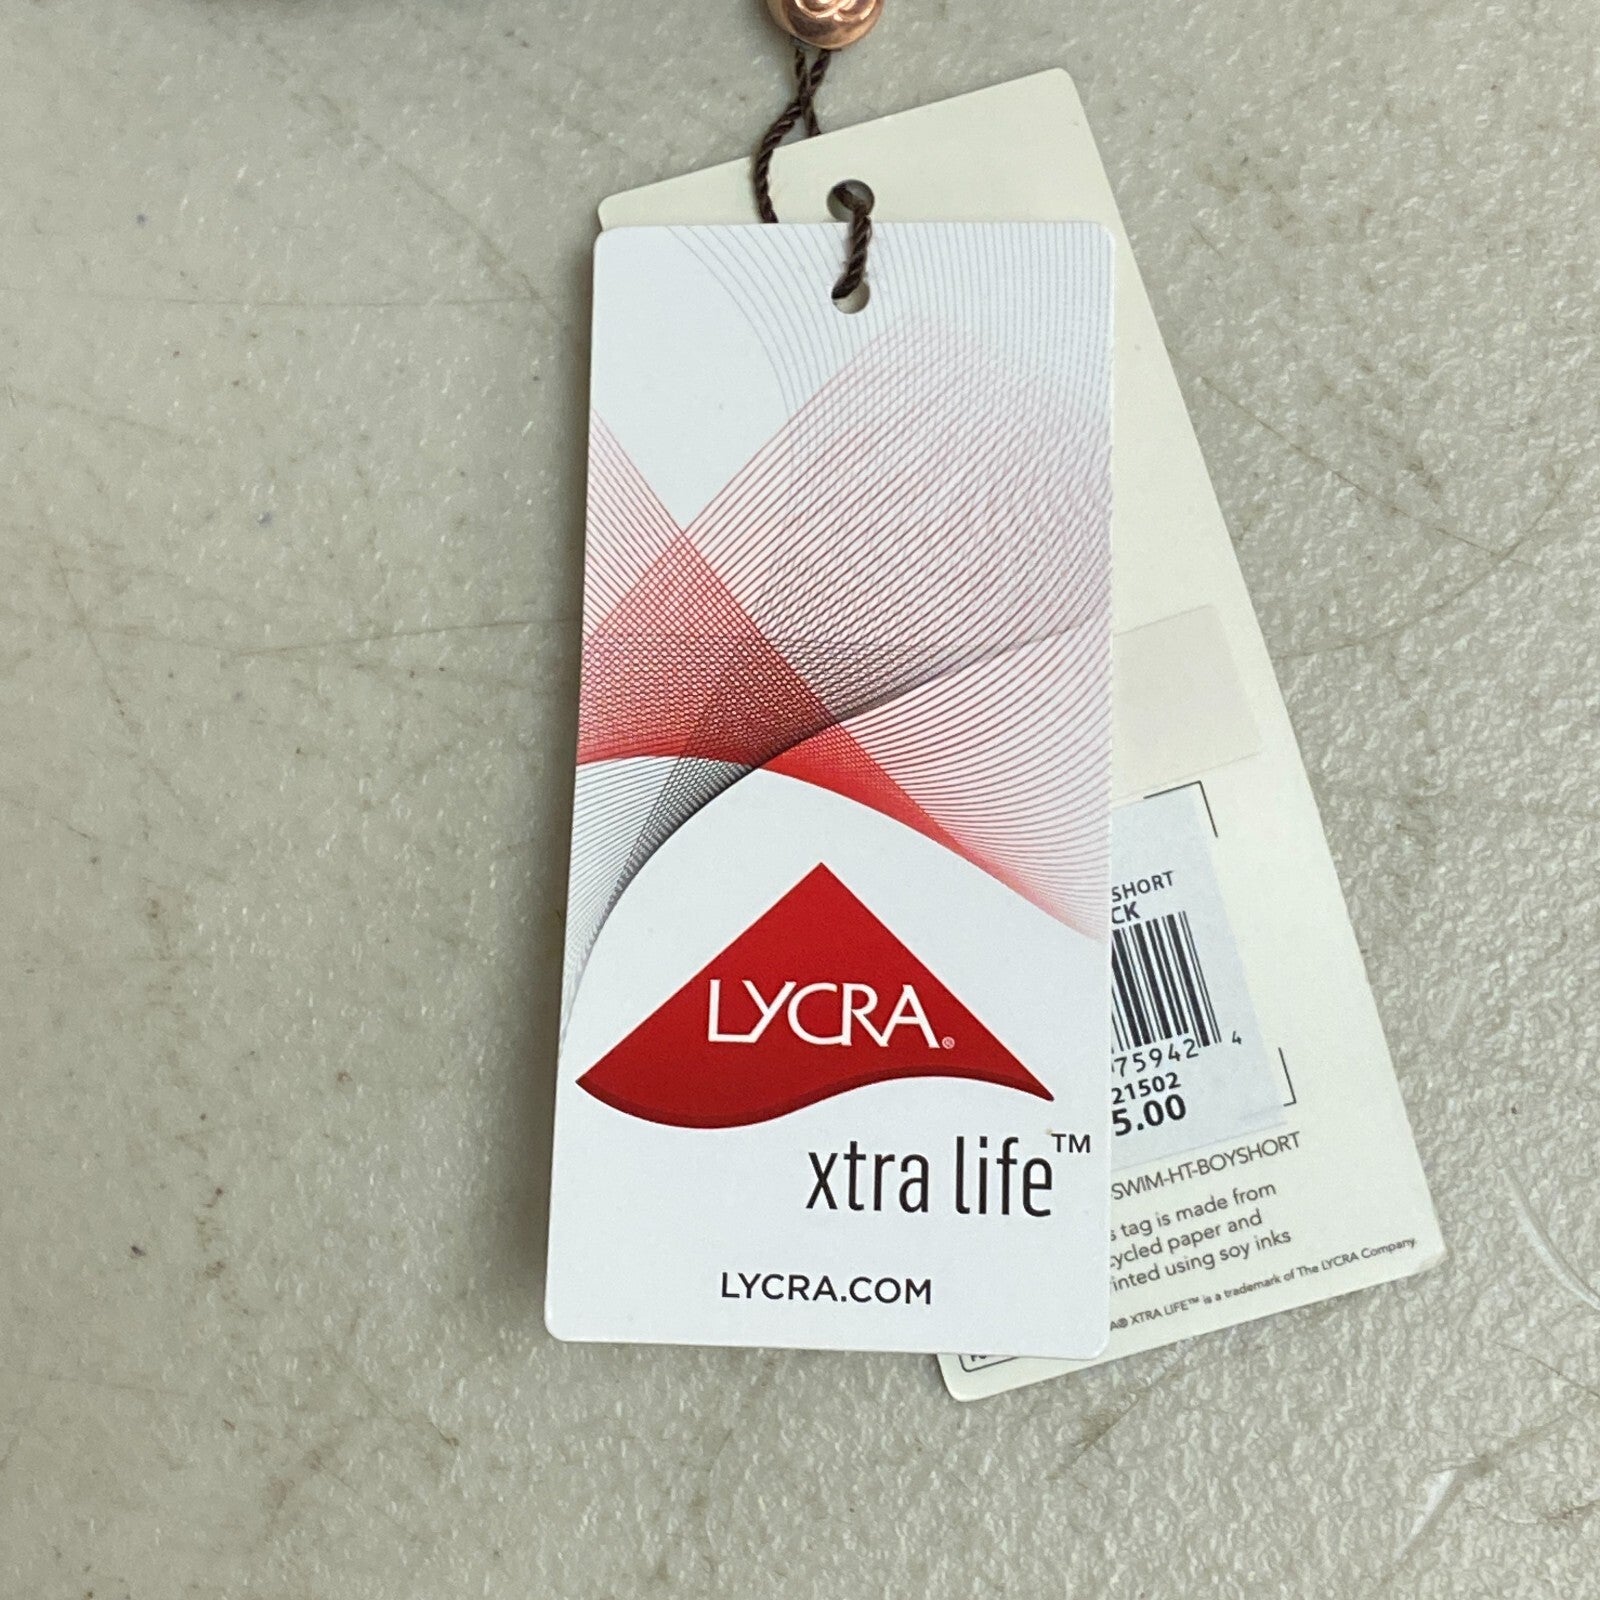 LYCRA®
xtra life™
LYCRA.COM
SHORT
CK
75942 4
21502
5.00
SWIM-HT-BOYSHORT
tag is made from
cycled paper and
inted using soy inks
A® XTRA LIFE™ is a trademark of The LYCRA Company.